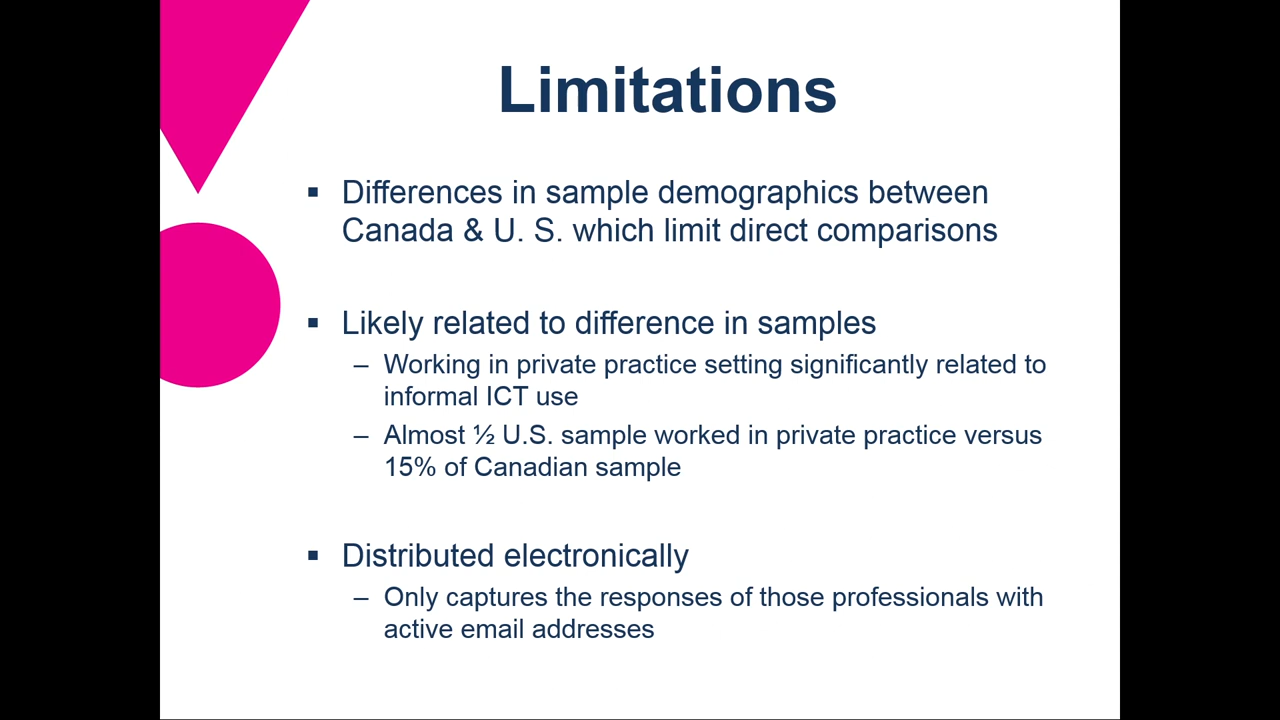 Limitations
▪ Differences in sample demographics between
Canada & U. S. which limit direct comparisons
▪ Likely related to difference in samples
– Working in private practice setting significantly related to
informal ICT use
– Almost ½ U.S. sample worked in private practice versus
15% of Canadian sample
▪ Distributed electronically
– Only captures the responses of those professionals with
active email addresses